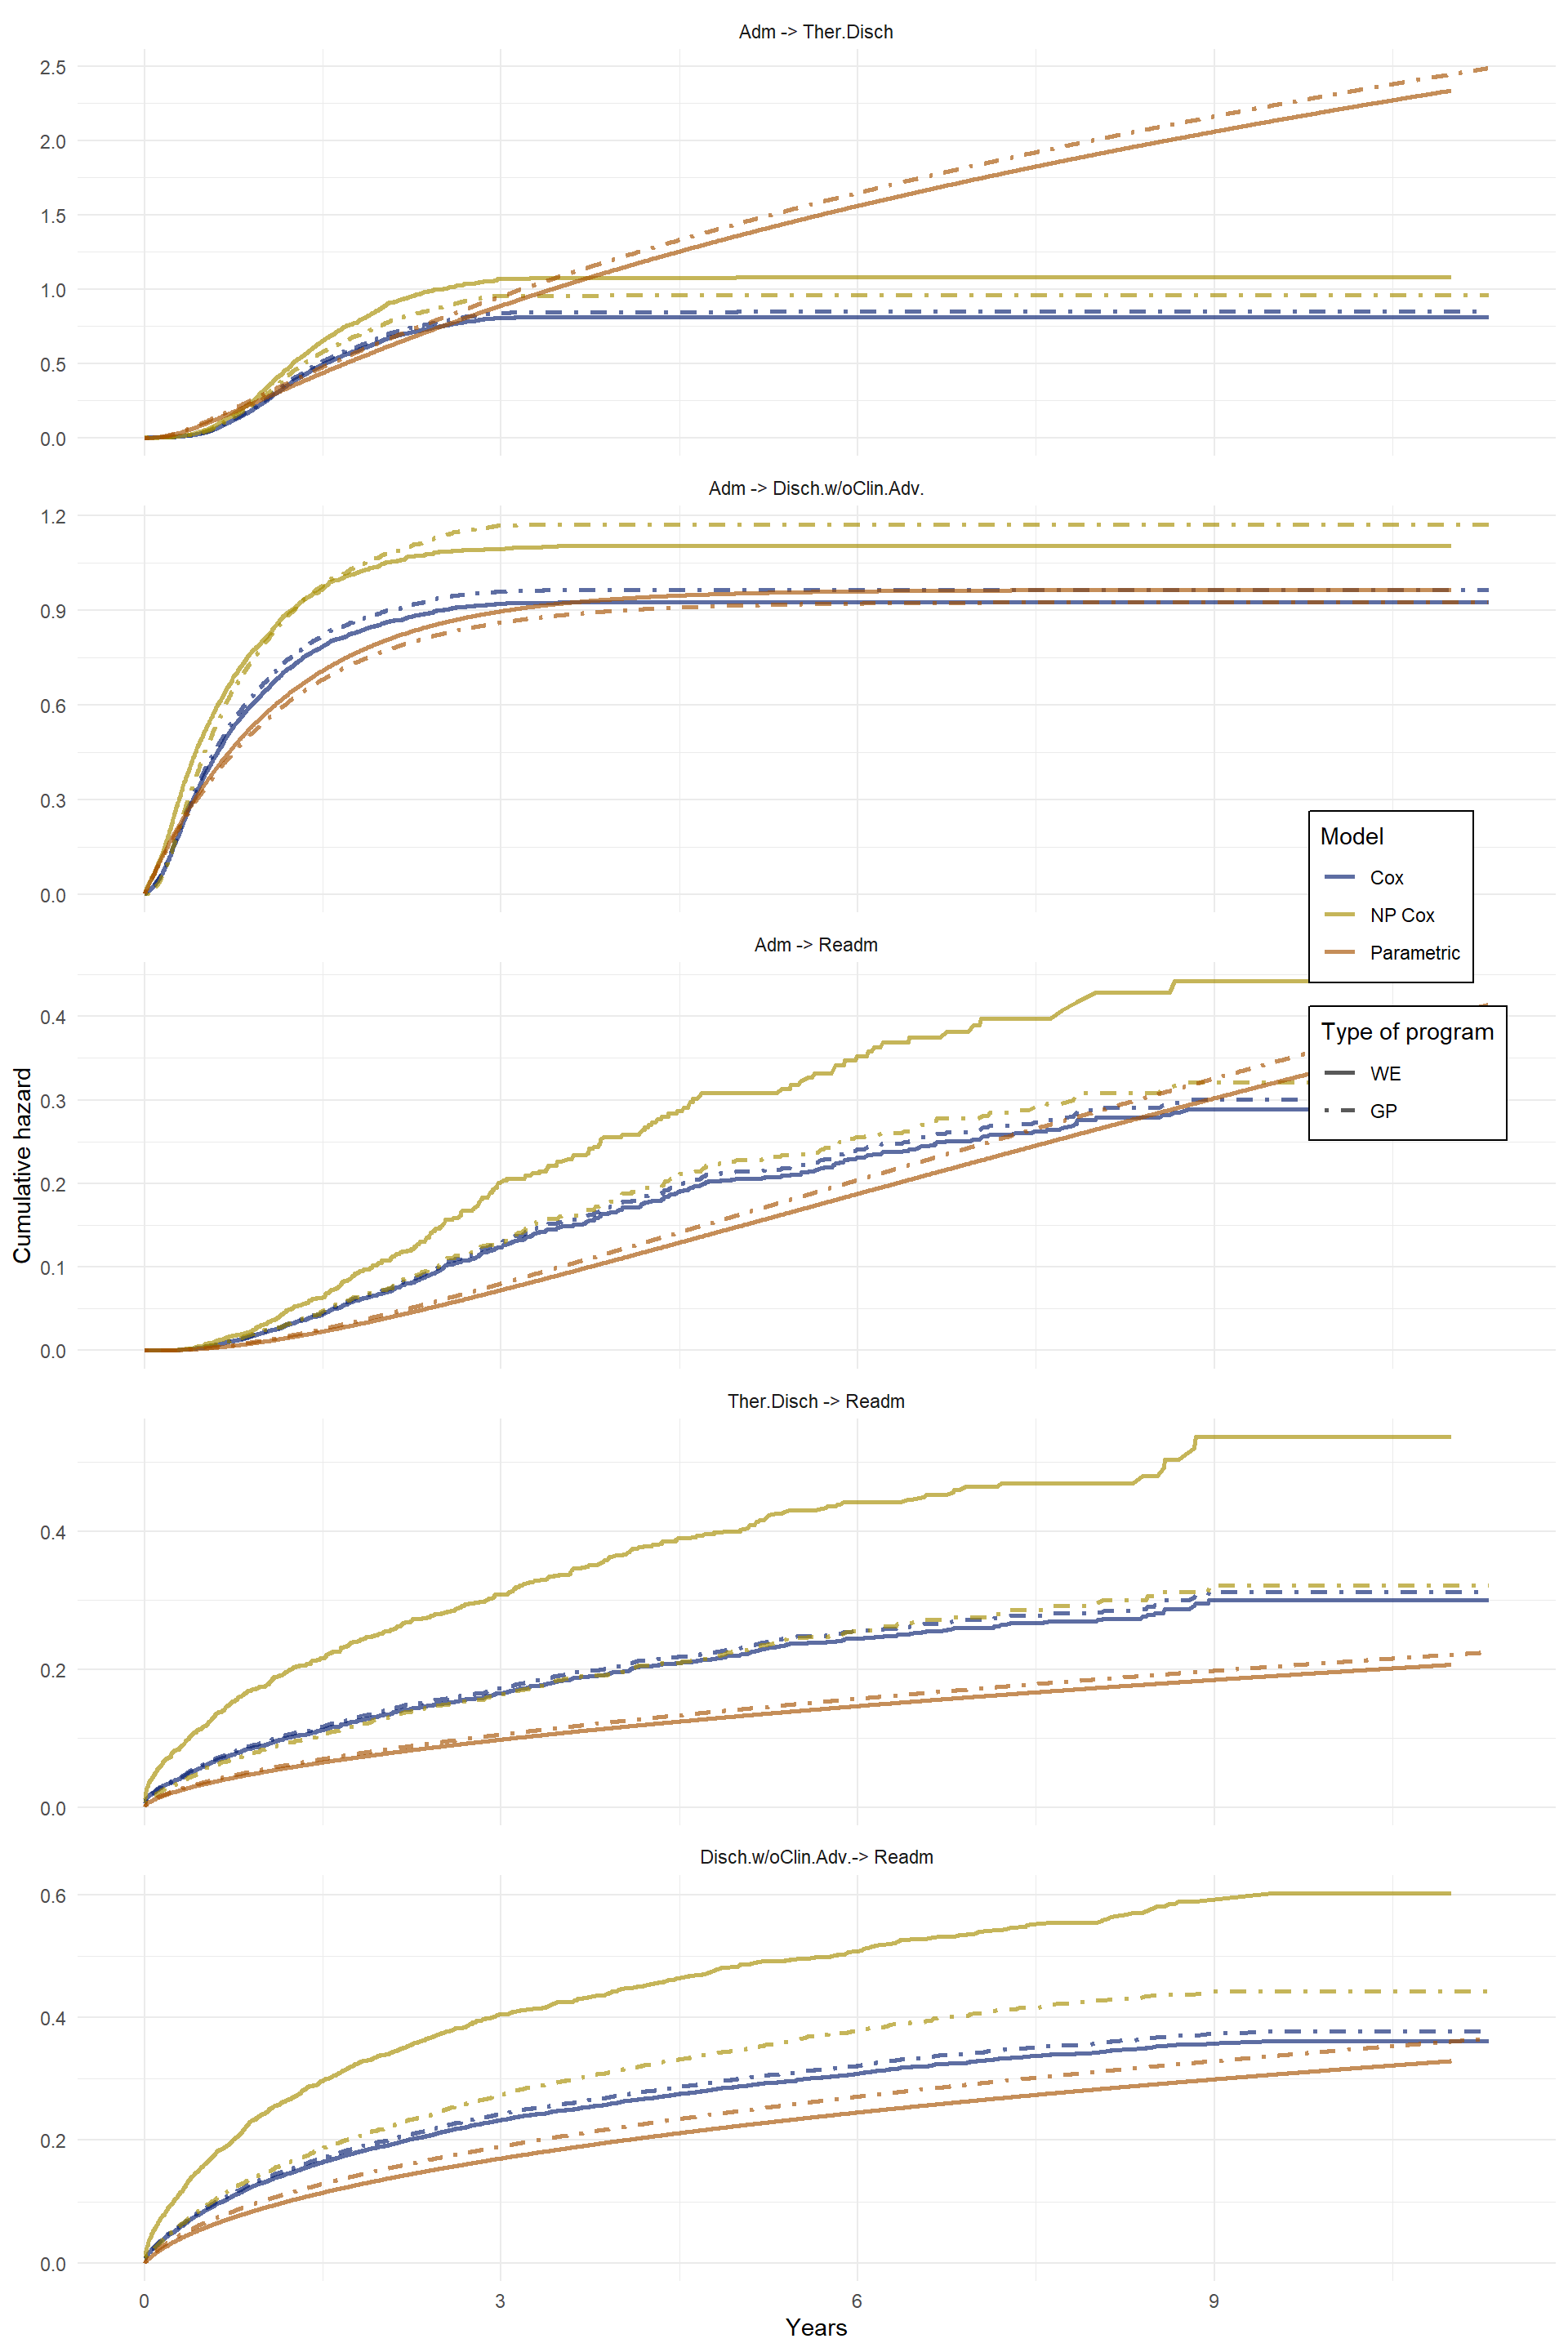 Adm -> Ther.Disch
2.5
2.0
1.5
1.0
0.5
0.0
Adm -> Disch.w/oClin.Adv.
1.2
0.9
0.6
0.3
0.0
Model
Cox
NP Cox
Parametric
Adm -> Readm
0.4
0.3
0.2
0.1
0.0
Type of program
WE
GP
Cumulative hazard
Ther.Disch -> Readm
0.4
0.2
0.0
Disch.w/oClin.Adv.-> Readm
0.6
0.4
0.2
0.0
0 3 6 9
Years